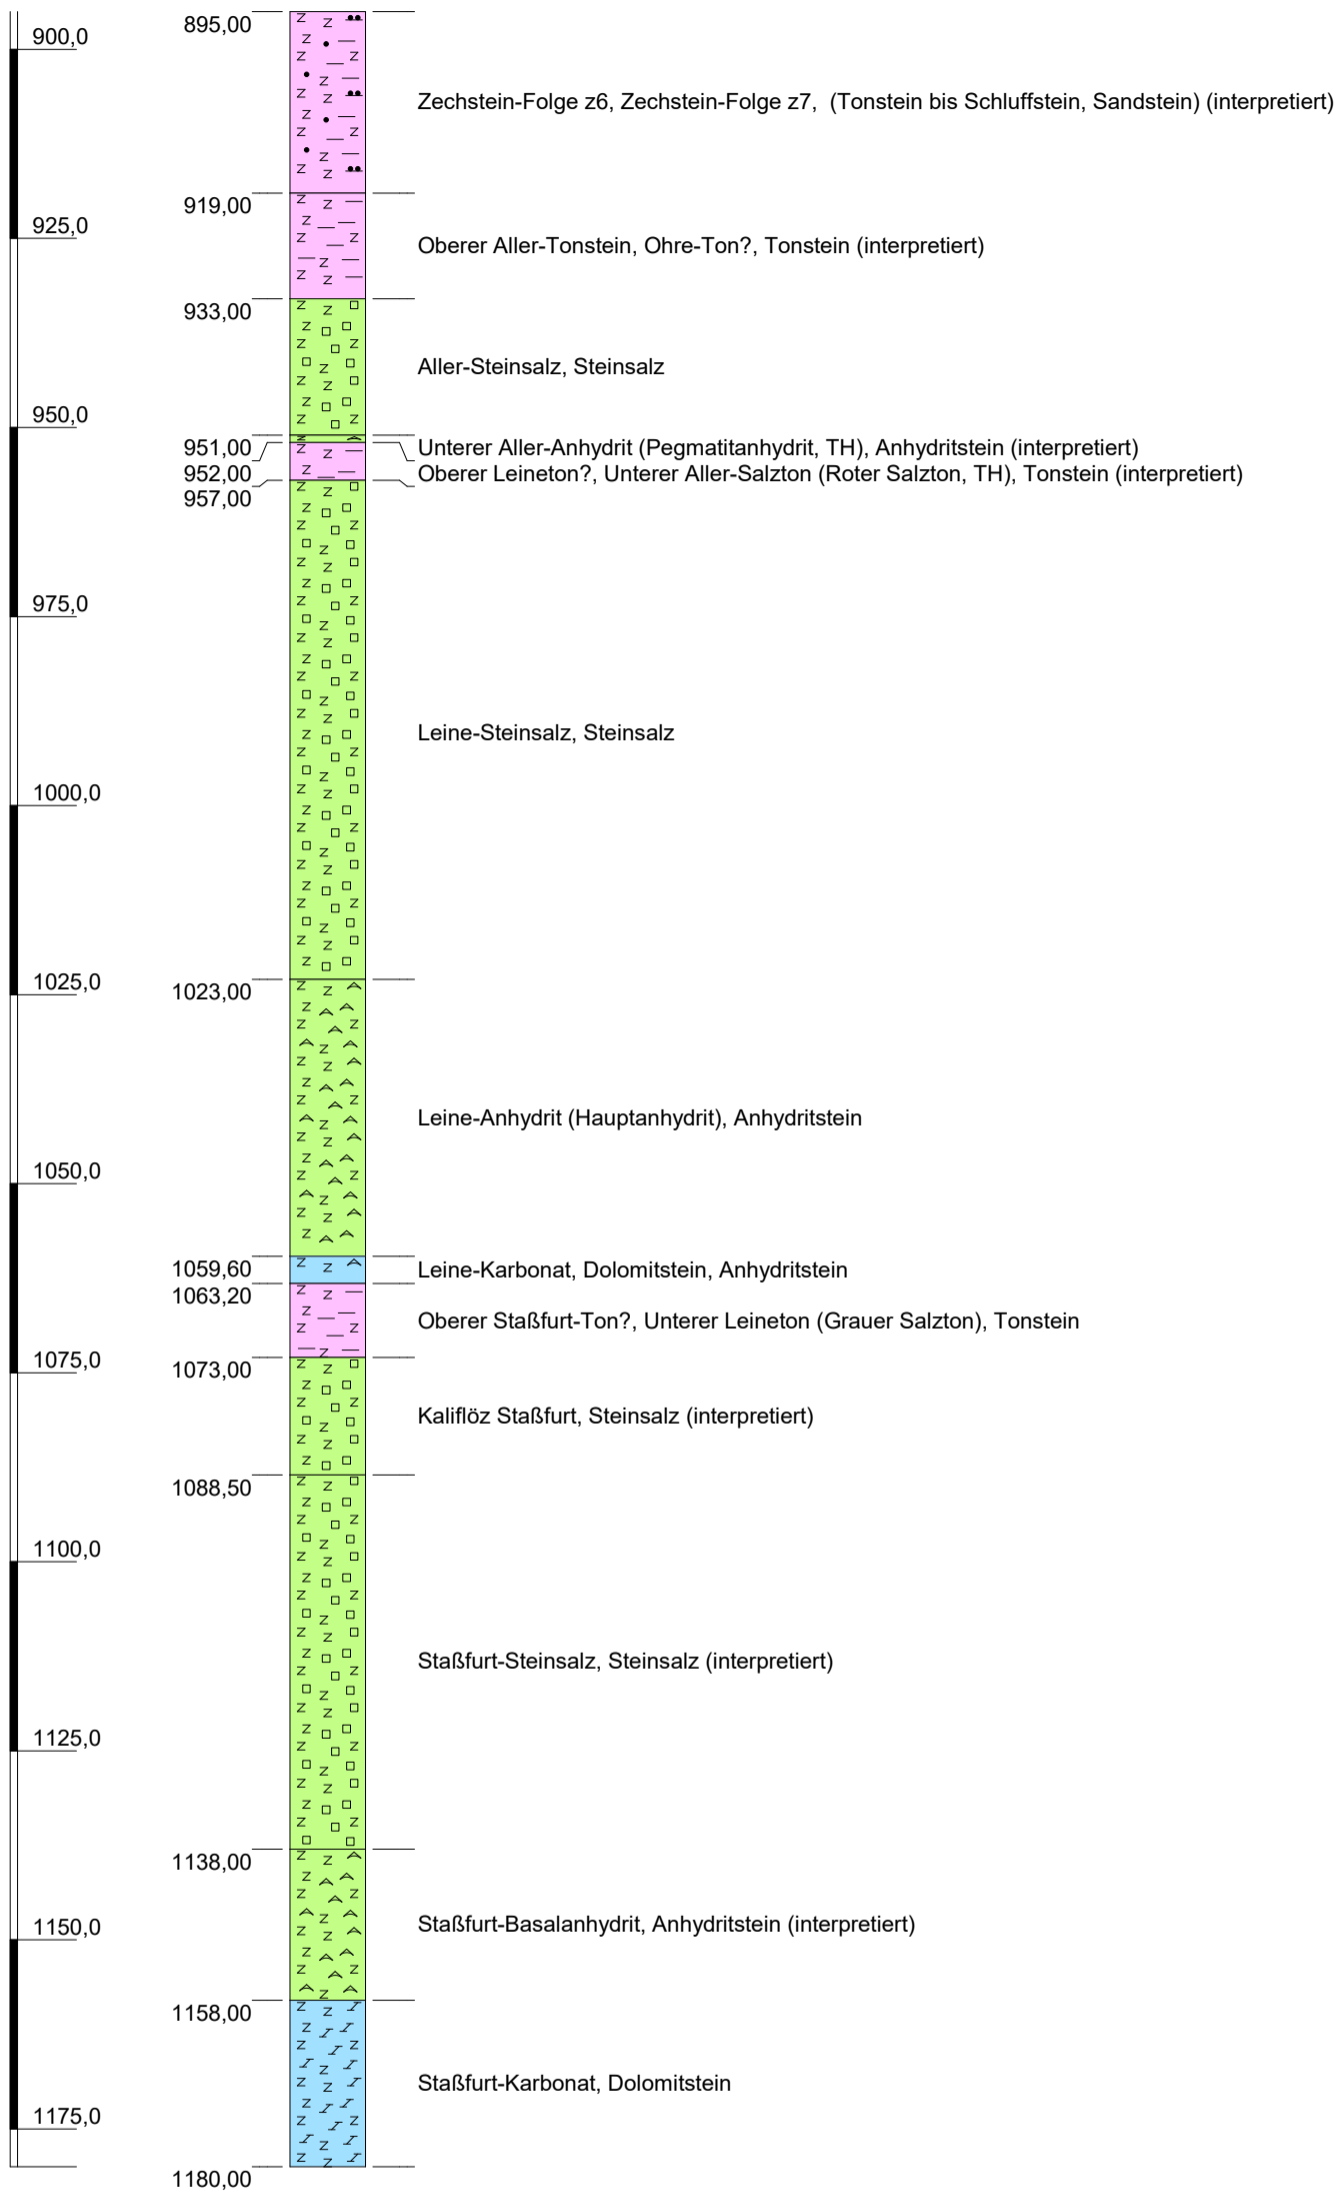 895,00
900,0
Zechstein-Folge z6, Zechstein-Folge z7,  (Tonstein bis Schluffstein, Sandstein) (interpretiert)
919,00
925,0
Oberer Aller-Tonstein, Ohre-Ton?, Tonstein (interpretiert)
933,00
Aller-Steinsalz, Steinsalz
950,0
951,00
Unterer Aller-Anhydrit (Pegmatitanhydrit, TH), Anhydritstein (interpretiert)
952,00
Oberer Leineton?, Unterer Aller-Salzton (Roter Salzton, TH), Tonstein (interpretiert)
957,00
975,0
Leine-Steinsalz, Steinsalz
1000,0
1025,0
1023,00
Leine-Anhydrit (Hauptanhydrit), Anhydritstein
1050,0
1059,60
Leine-Karbonat, Dolomitstein, Anhydritstein
1063,20
Oberer Staßfurt-Ton?, Unterer Leineton (Grauer Salzton), Tonstein
1075,0
1073,00
Kaliflöz Staßfurt, Steinsalz (interpretiert)
1088,50
1100,0
Staßfurt-Steinsalz, Steinsalz (interpretiert)
1125,0
1138,00
Staßfurt-Basalanhydrit, Anhydritstein (interpretiert)
1150,0
1158,00
Staßfurt-Karbonat, Dolomitstein
1175,0
1180,00